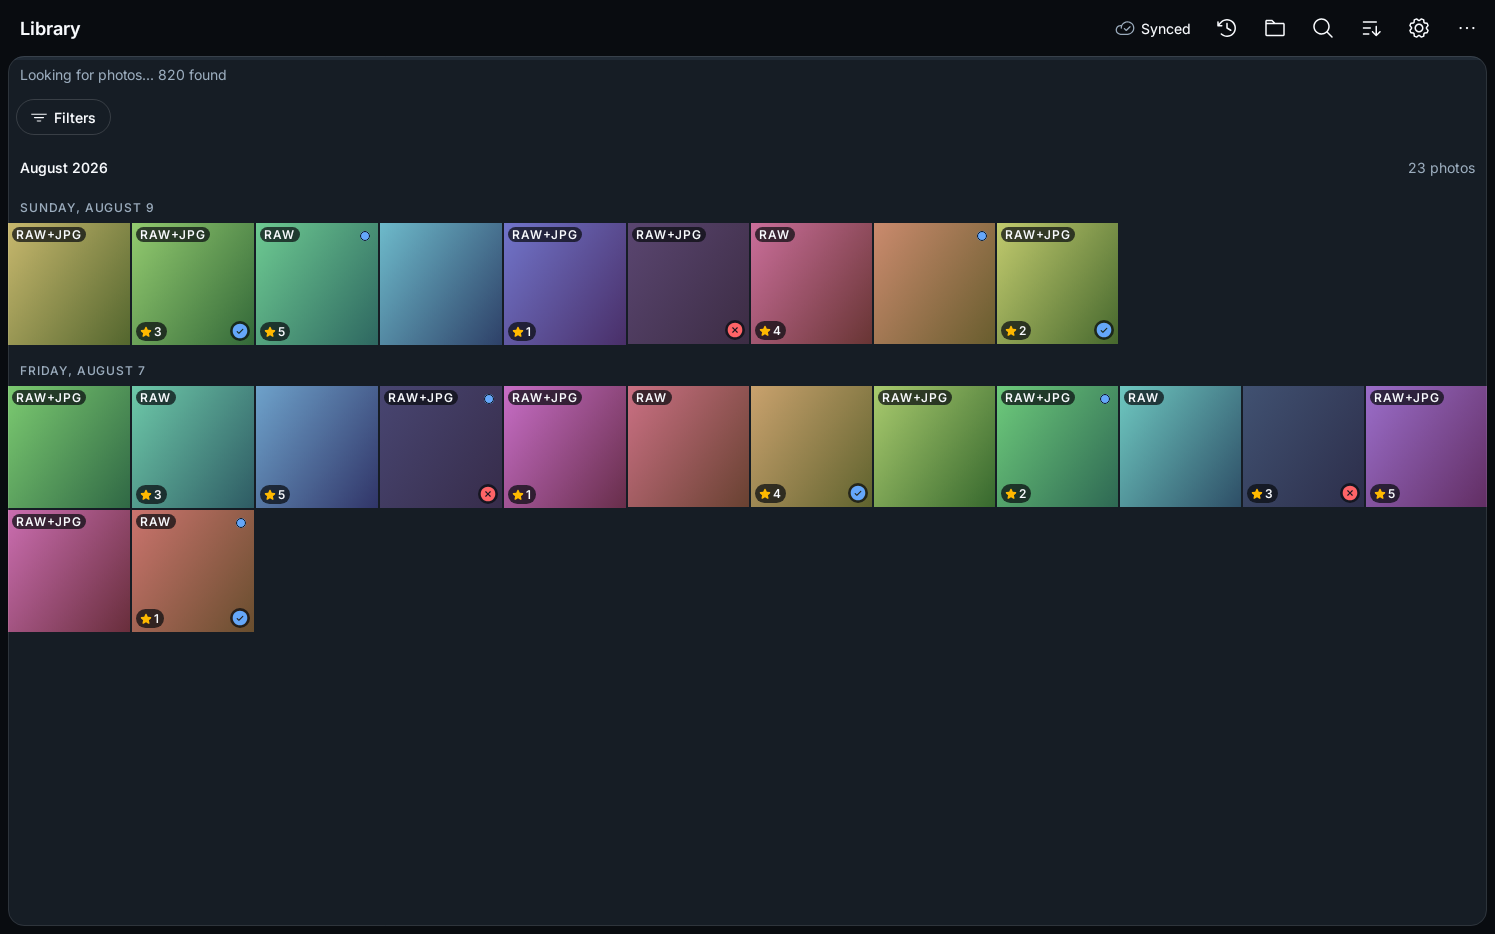 Library
Synced
Looking for photos... 820 found
Filters
August 2026
23 photos
SUNDAY, AUGUST 9
RAW+JPG RAW+JPG RAW RAW+JPG RAW+JPG RAW RAW+JPG
3 5 1 4 2
FRIDAY, AUGUST 7
RAW+JPG RAW RAW+JPG RAW+JPG RAW RAW+JPG RAW+JPG RAW RAW+JPG
3 5 1 4 2 3 5
RAW+JPG RAW
1